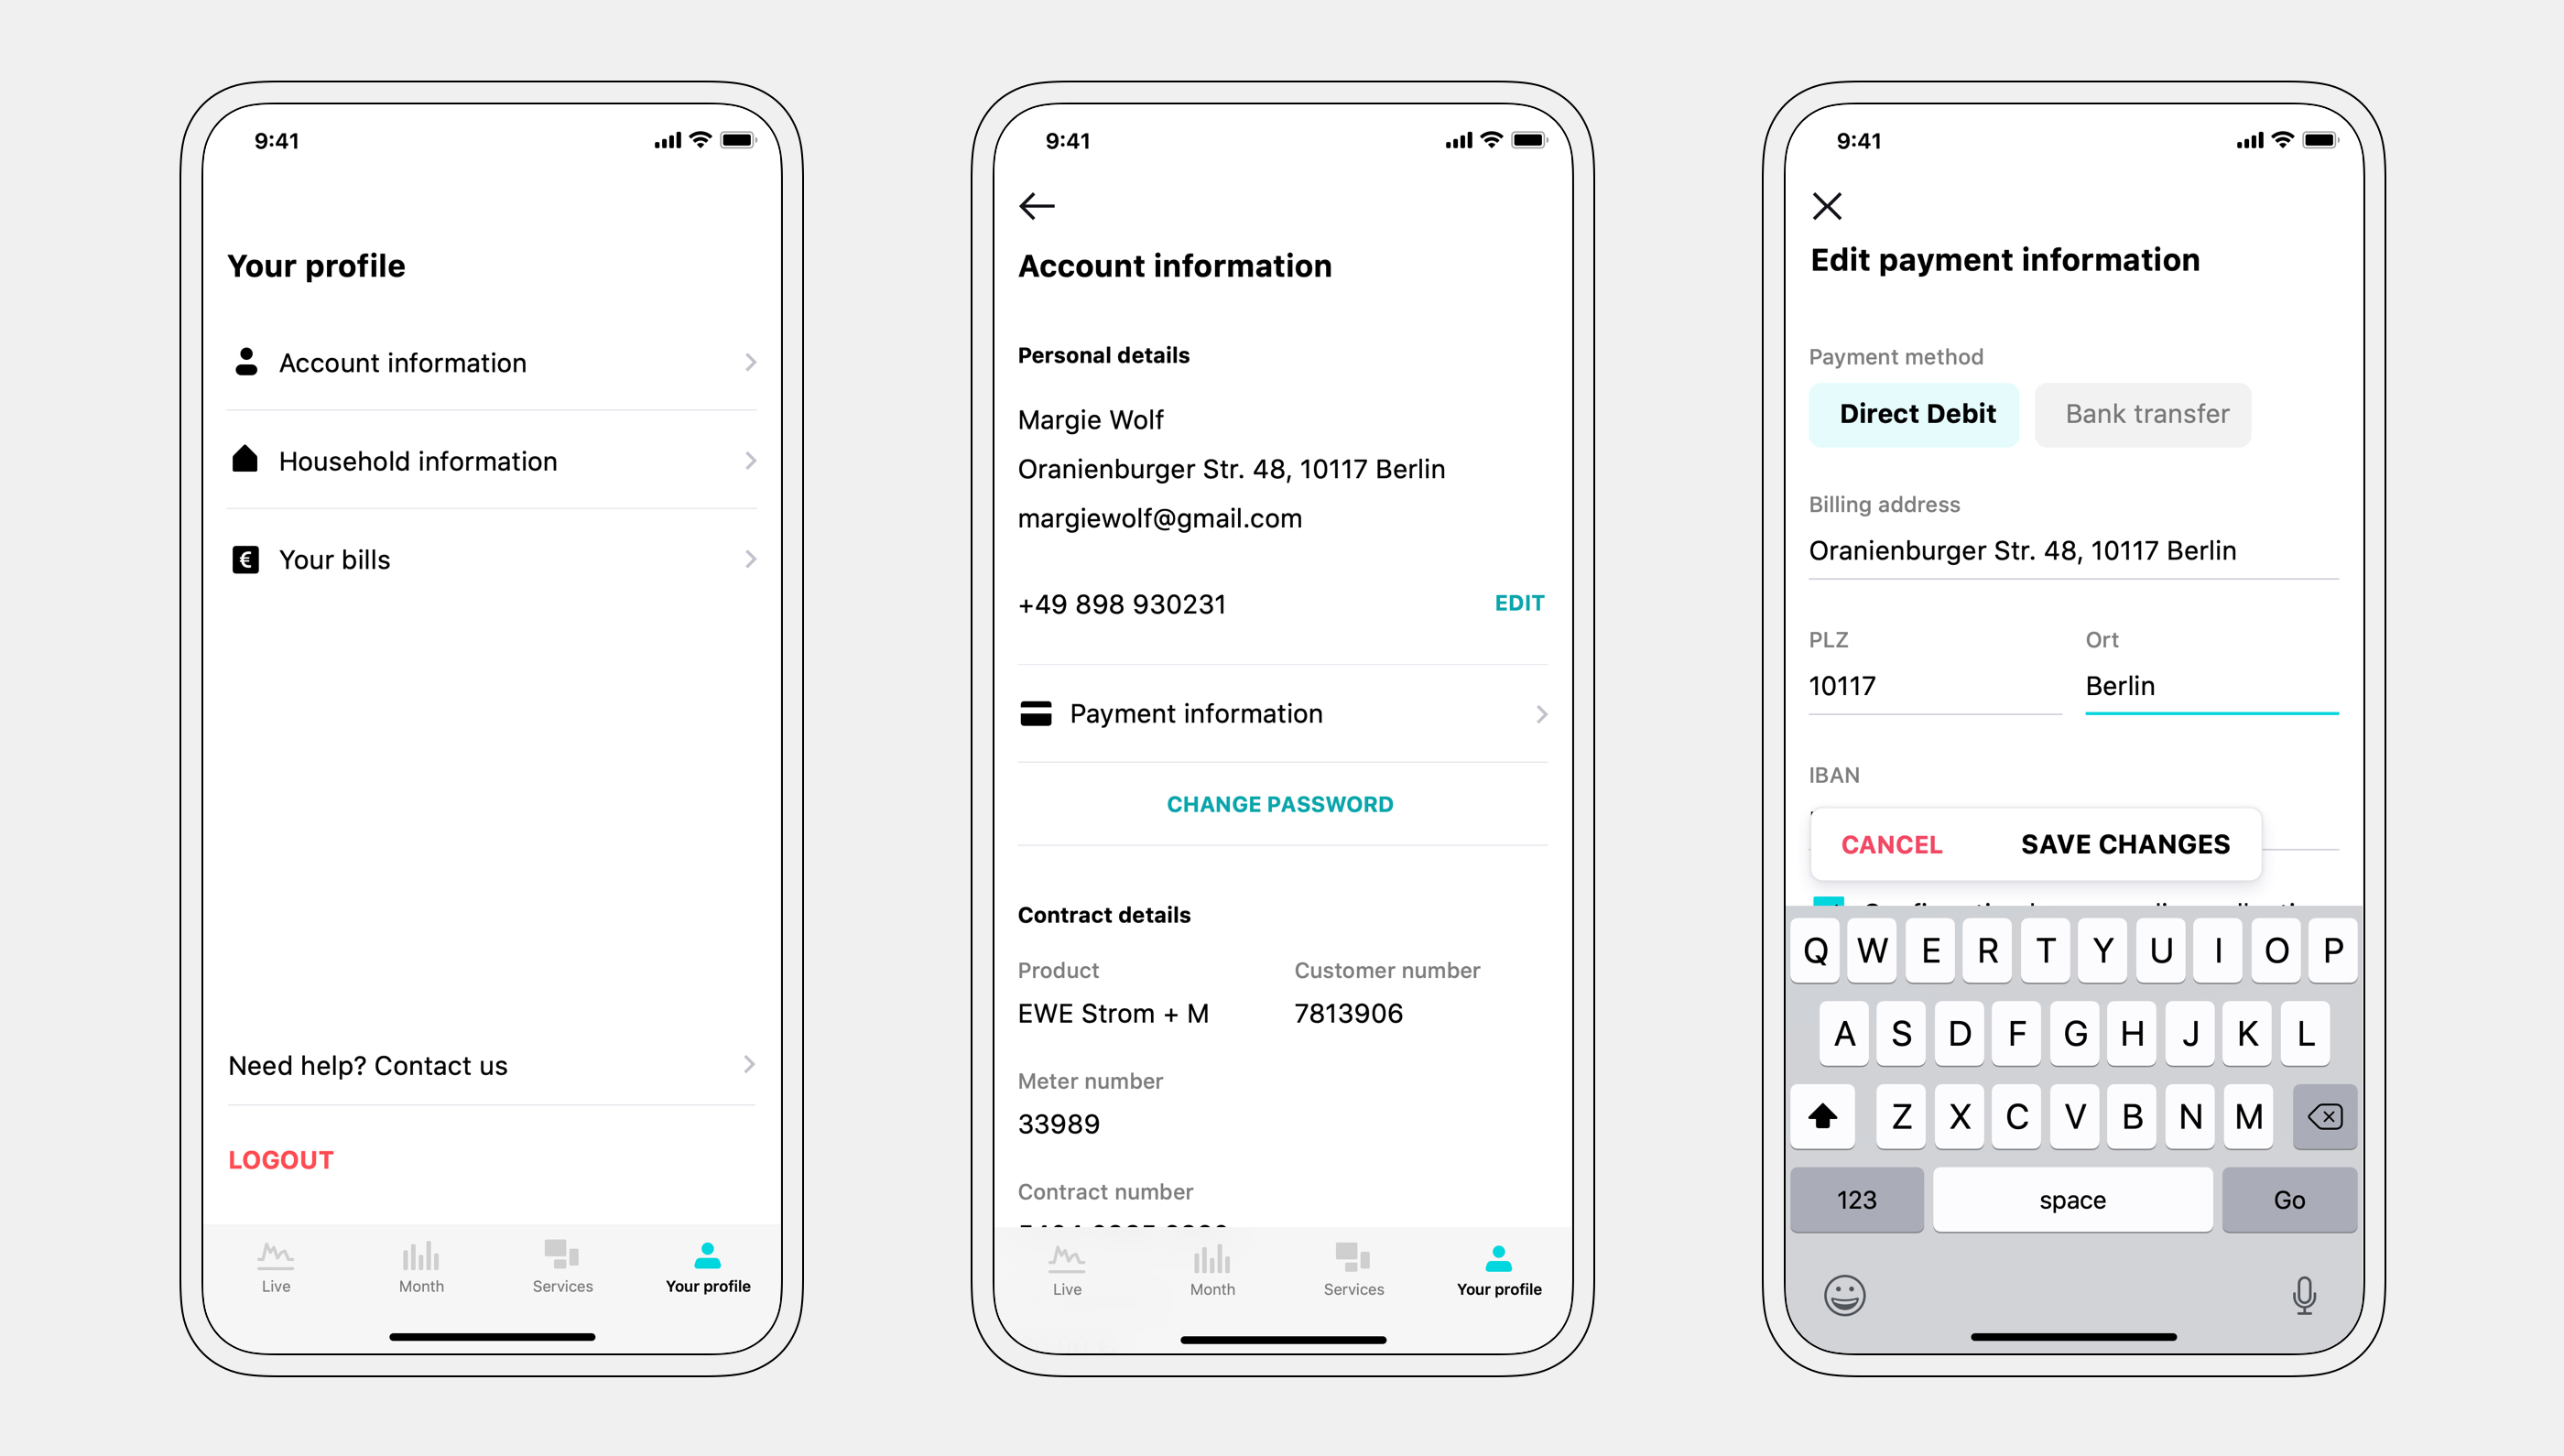 9:41
Your profile
Account information
Household information
€
Your bills
Need help? Contact us
LOGOUT
Live
Month
Services
Your profile
9:41
Account information
Personal details
Margie Wolf
Oranienburger Str. 48, 10117 Berlin
margiewolf@gmail.com
+49 898 930231
EDIT
Payment information
CHANGE PASSWORD
Contract details
Product
Customer number
EWE Strom + M
7813906
Meter number
33989
Contract number
Live
Month
Services
Your profile
9:41
Edit payment information
Payment method
Direct Debit
Bank transfer
Billing address
Oranienburger Str. 48, 10117 Berlin
PLZ
Ort
10117
Berlin
IBAN
CANCEL
SAVE CHANGES
Q W E R T Y U I O P
A S D F G H J K L
Z X C V B N M
123
space
Go